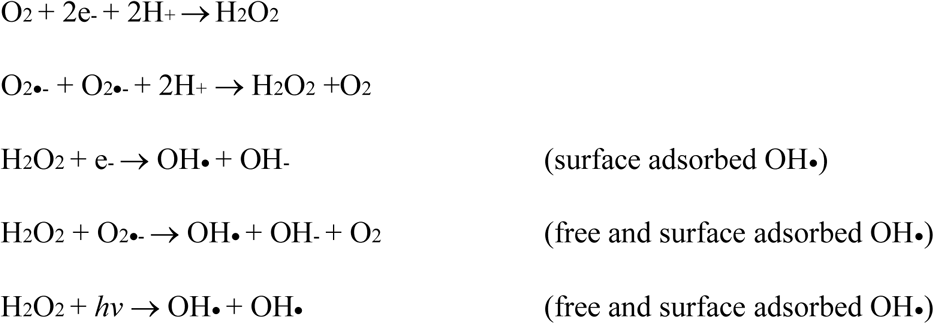 O2 + 2e- + 2H+ → H2O2
O2•- + O2•- + 2H+ → H2O2 +O2
H2O2 + e- → OH• + OH- (surface adsorbed OH•)
H2O2 + O2•- → OH• + OH- + O2 (free and surface adsorbed OH•)
H2O2 + hv → OH• + OH• (free and surface adsorbed OH•)